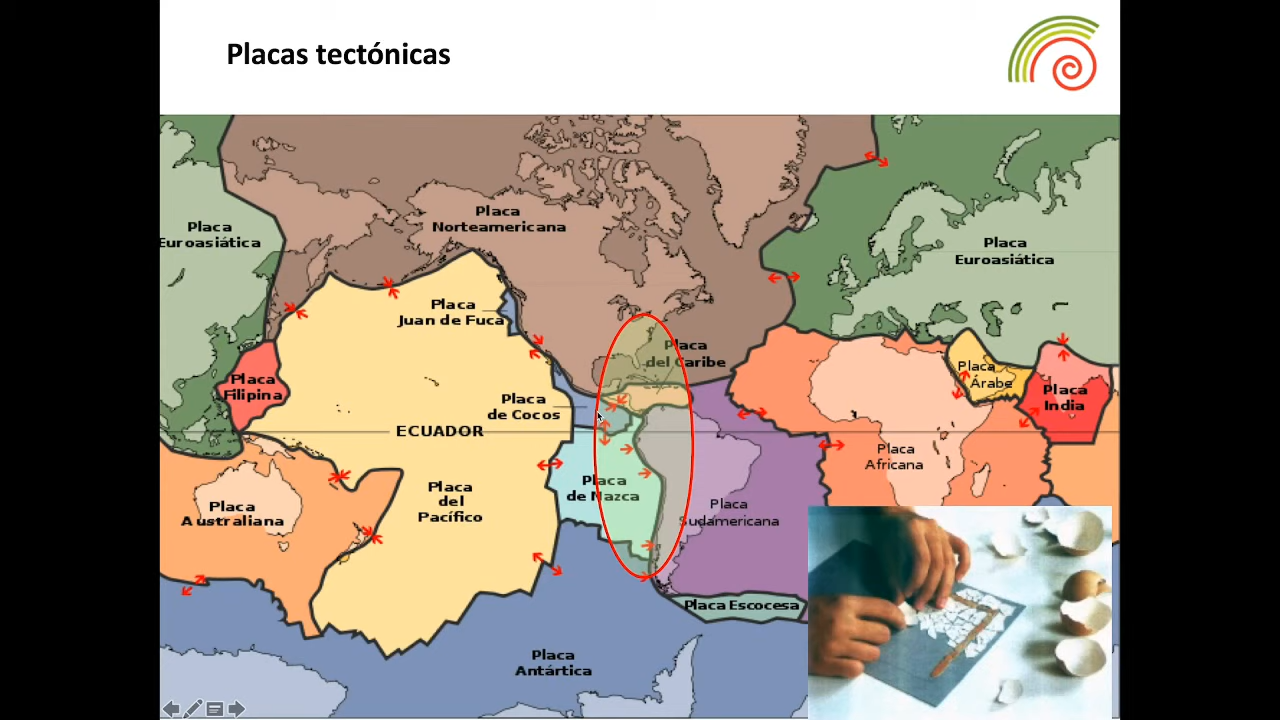 Placas tectónicas
Placa
Euroasiática
Placa
Norteamericana
Placa
Euroasiática
Placa
Juan de Fuca
Placa
del Caribe
Placa
Filipina
Placa
Árabe
Placa
India
Placa
de Cocos
ECUADOR
Placa
Africana
Placa
de Nazca
Placa
del
Pacífico
Placa
Australiana
Placa
Sudamericana
Placa Escocesa
Placa
Antártica